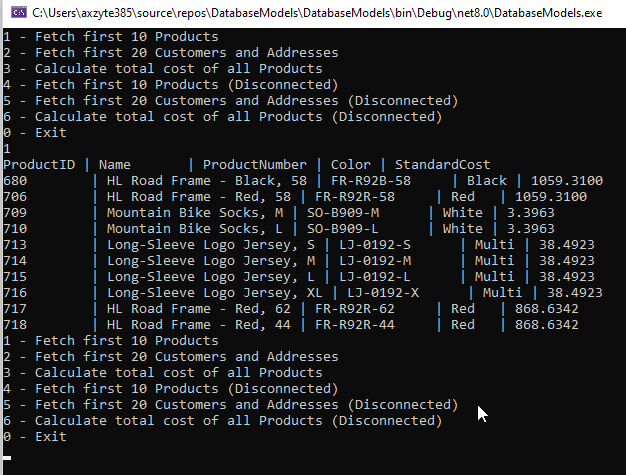 C:\Users\axzyte385\source\repos\DatabaseModels\DatabaseModels\bin\Debug\net8.0\DatabaseModels.exe
1 - Fetch first 10 Products
2 - Fetch first 20 Customers and Addresses
3 - Calculate total cost of all Products
4 - Fetch first 10 Products (Disconnected)
5 - Fetch first 20 Customers and Addresses (Disconnected)
6 - Calculate total cost of all Products (Disconnected)
0 - Exit
1
ProductID | Name | ProductNumber | Color | StandardCost
680 | HL Road Frame - Black, 58 | FR-R92B-58 | Black | 1059.3100
706 | HL Road Frame - Red, 58 | FR-R92R-58 | Red | 1059.3100
709 | Mountain Bike Socks, M | SO-B909-M | White | 3.3963
710 | Mountain Bike Socks, L | SO-B909-L | White | 3.3963
713 | Long-Sleeve Logo Jersey, S | LJ-0192-S | Multi | 38.4923
714 | Long-Sleeve Logo Jersey, M | LJ-0192-M | Multi | 38.4923
715 | Long-Sleeve Logo Jersey, L | LJ-0192-L | Multi | 38.4923
716 | Long-Sleeve Logo Jersey, XL | LJ-0192-X | Multi | 38.4923
717 | HL Road Frame - Red, 62 | FR-R92R-62 | Red | 868.6342
718 | HL Road Frame - Red, 44 | FR-R92R-44 | Red | 868.6342
1 - Fetch first 10 Products
2 - Fetch first 20 Customers and Addresses
3 - Calculate total cost of all Products
4 - Fetch first 10 Products (Disconnected)
5 - Fetch first 20 Customers and Addresses (Disconnected)
6 - Calculate total cost of all Products (Disconnected)
0 - Exit